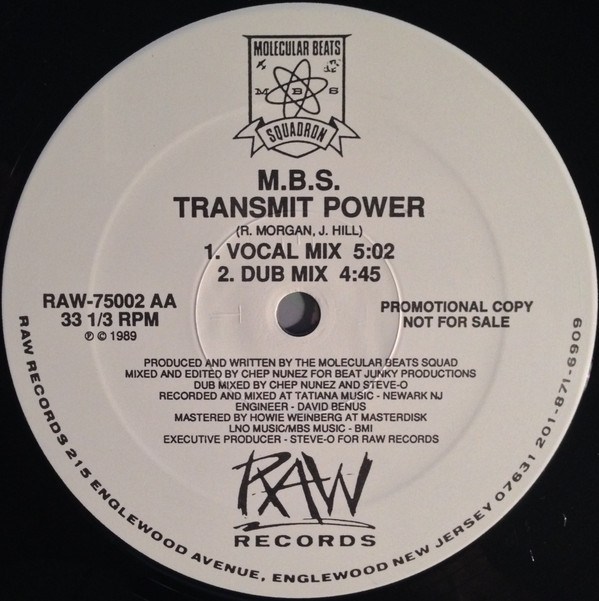 MOLECULAR BEATS
M B S
SQUADRON
M.B.S.
TRANSMIT POWER
(R. MORGAN, J. HILL)
1. VOCAL MIX 5:02
2. DUB MIX 4:45
RAW-75002 AA
33 1/3 RPM
℗ © 1989
PROMOTIONAL COPY
NOT FOR SALE
PRODUCED AND WRITTEN BY THE MOLECULAR BEATS SQUAD
MIXED AND EDITED BY CHEP NUNEZ FOR BEAT JUNKY PRODUCTIONS
DUB MIXED BY CHEP NUNEZ AND STEVE-O
RECORDED AND MIXED AT TATIANA MUSIC - NEWARK NJ
ENGINEER - DAVID BENUS
MASTERED BY HOWIE WEINBERG AT MASTERDISK
LNO MUSIC/MBS MUSIC - BMI
EXECUTIVE PRODUCER - STEVE-O FOR RAW RECORDS
RAW
RECORDS
RAW RECORDS 215 ENGLEWOOD AVENUE, ENGLEWOOD NEW JERSEY 07631 201-871-6909